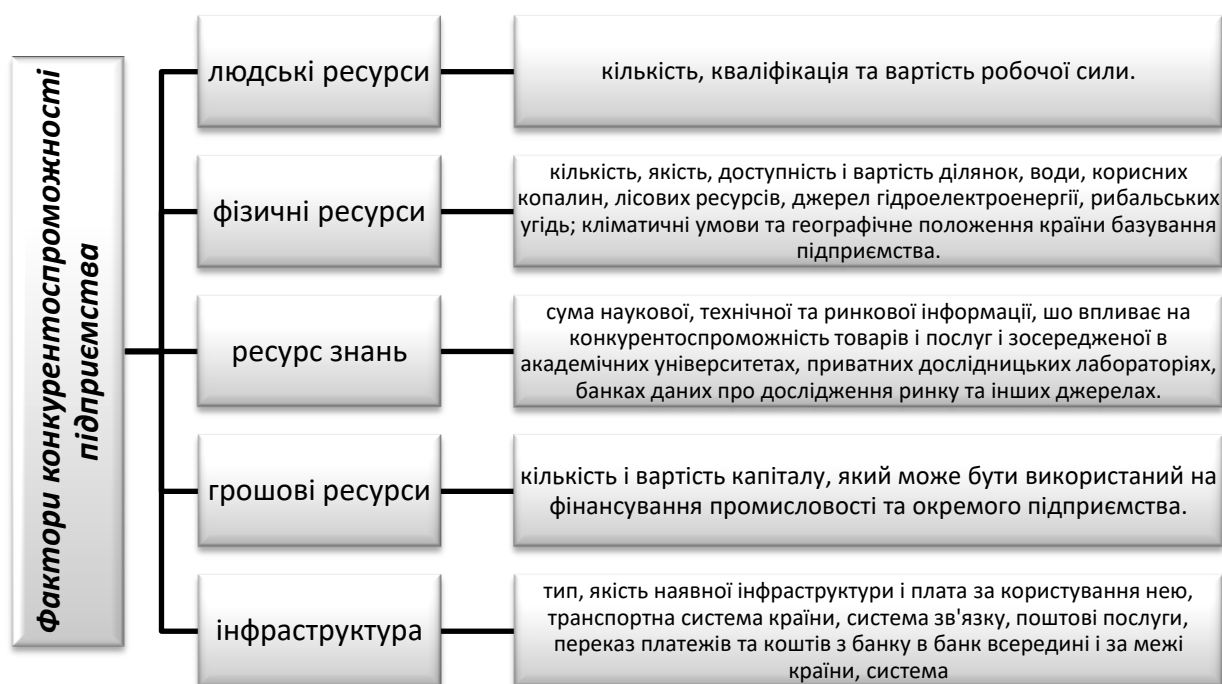 Фактори конкурентоспроможності
підприємства
людські ресурси
кількість, кваліфікація та вартість робочої сили.
фізичні ресурси
кількість, якість, доступність і вартість ділянок, води, корисних
копалин, лісових ресурсів, джерел гідроелектроенергії, рибальських
угідь; кліматичні умови та географічне положення країни базування
підприємства.
ресурс знань
сума наукової, технічної та ринкової інформації, шо впливає на
конкурентоспроможність товарів і послуг і зосередженої в
академічних університетах, приватних дослідницьких лабораторіях,
банках даних про дослідження ринку та інших джерелах.
грошові ресурси
кількість і вартість капіталу, який може бути використаний на
фінансування промисловості та окремого підприємства.
інфраструктура
тип, якість наявної інфраструктури і плата за користування нею,
транспортна система країни, система зв'язку, поштові послуги,
переказ платежів та коштів з банку в банк всередині і за межі
країни, система